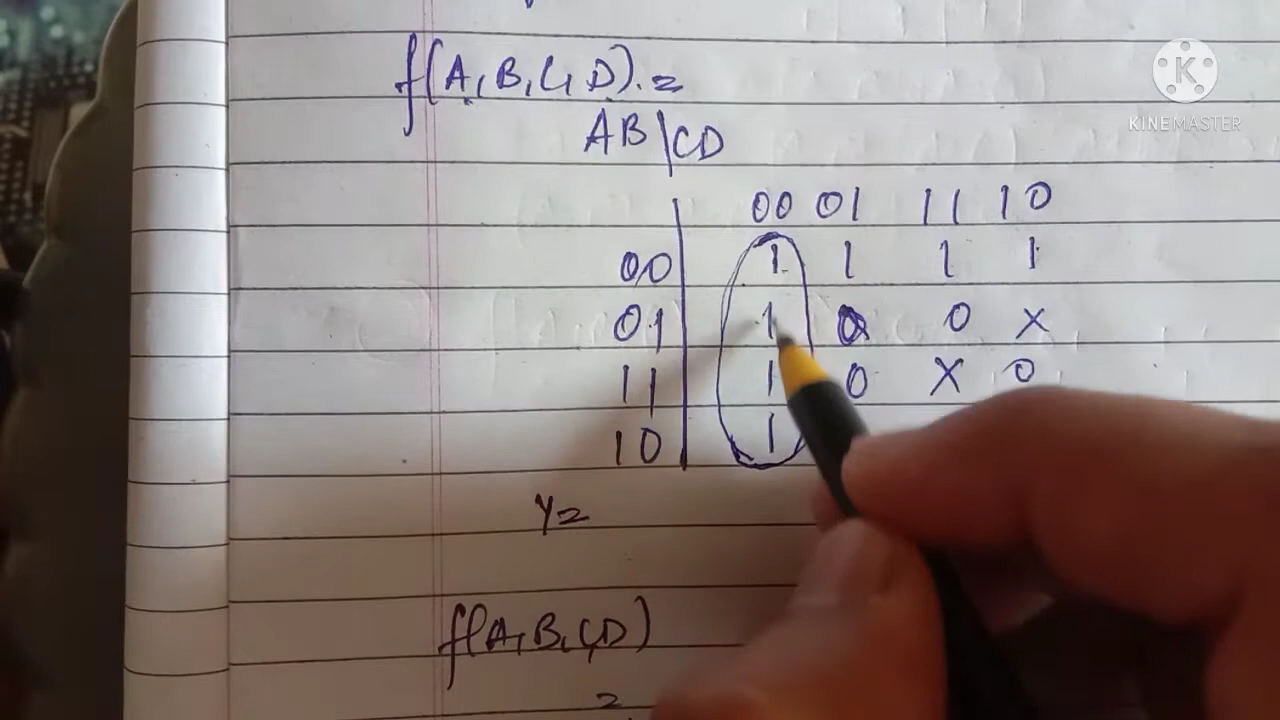 f(A, B, C, D). =
KINEMASTER
AB\CD
00 01 11 10
00 1 1 1 1
01 1 0 0 X
11 1 0 X 0
10 1
Y =
f(A, B, C, D)
=